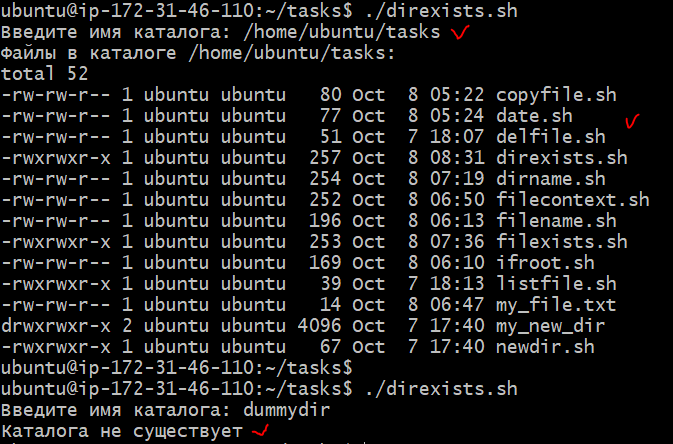 ubuntu@ip-172-31-46-110:~/tasks$ ./direxists.sh
Введите имя каталога: /home/ubuntu/tasks
Файлы в каталоге /home/ubuntu/tasks:
total 52
-rw-rw-r-- 1 ubuntu ubuntu   80 Oct  8 05:22 copyfile.sh
-rw-rw-r-- 1 ubuntu ubuntu   77 Oct  8 05:24 date.sh
-rw-rw-r-- 1 ubuntu ubuntu   51 Oct  7 18:07 delfile.sh
-rwxrwxr-x 1 ubuntu ubuntu  257 Oct  8 08:31 direxists.sh
-rw-rw-r-- 1 ubuntu ubuntu  254 Oct  8 07:19 dirname.sh
-rw-rw-r-- 1 ubuntu ubuntu  252 Oct  8 06:50 filecontext.sh
-rw-rw-r-- 1 ubuntu ubuntu  196 Oct  8 06:13 filename.sh
-rwxrwxr-x 1 ubuntu ubuntu  253 Oct  8 07:36 filexists.sh
-rw-rw-r-- 1 ubuntu ubuntu  169 Oct  8 06:10 ifroot.sh
-rwxrwxr-x 1 ubuntu ubuntu   39 Oct  7 18:13 listfile.sh
-rw-rw-r-- 1 ubuntu ubuntu   14 Oct  8 06:47 my_file.txt
drwxrwxr-x 2 ubuntu ubuntu 4096 Oct  7 17:40 my_new_dir
-rwxrwxr-x 1 ubuntu ubuntu   67 Oct  7 17:40 newdir.sh
ubuntu@ip-172-31-46-110:~/tasks$
ubuntu@ip-172-31-46-110:~/tasks$ ./direxists.sh
Введите имя каталога: dummydir
Каталога не существует